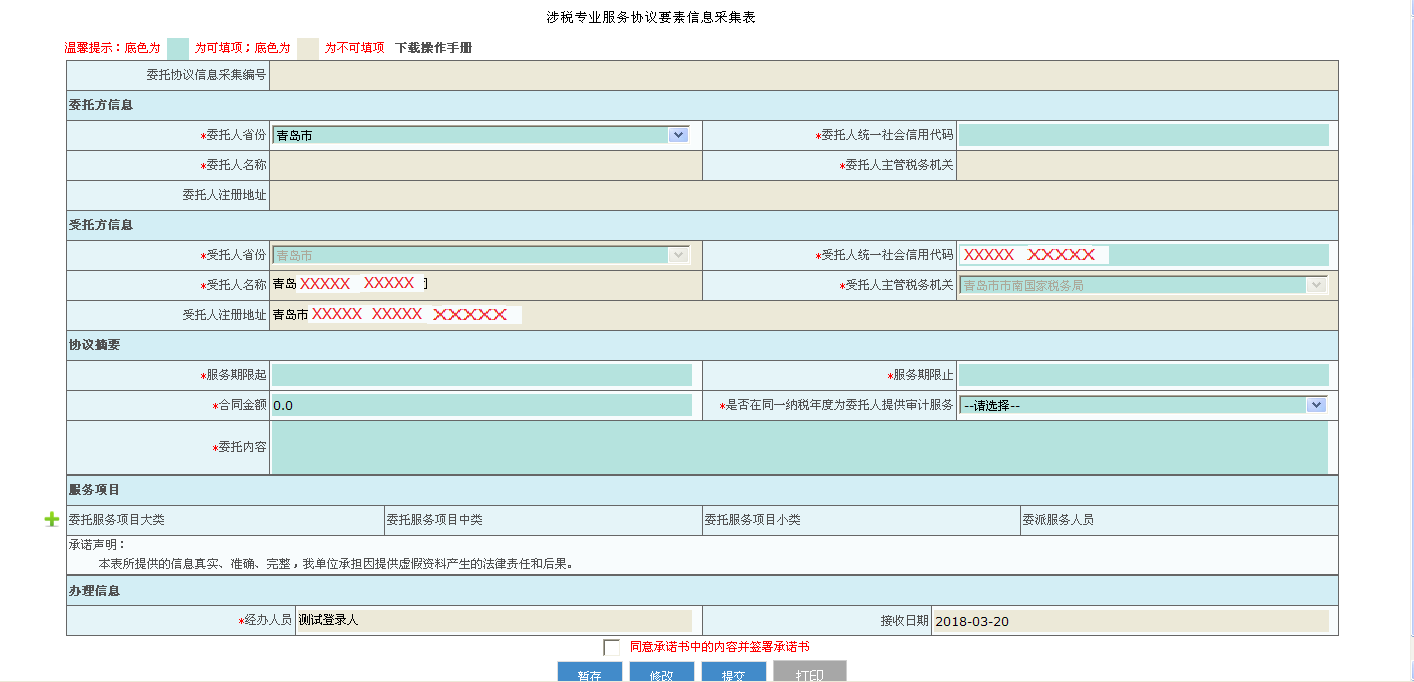 涉税专业服务协议要素信息采集表
温馨提示：底色为 为可填项；底色为 为不可填项 下载操作手册
委托协议信息采集编号
委托方信息
*委托人省份 青岛市 *委托人统一社会信用代码
*委托人名称 *委托人主管税务机关
委托人注册地址
受托方信息
*受托人省份 青岛市 *受托人统一社会信用代码 XXXXX XXXXX
*受托人名称 青岛 XXXXX XXXXX *受托人主管税务机关 青岛市市南国家税务局
受托人注册地址 青岛市 XXXXX XXXXX XXXXX
协议摘要
*服务期限起 *服务期限止
*合同金额 0.0 *是否在同一纳税年度为委托人提供审计服务 --请选择--
*委托内容
服务项目
委托服务项目大类 委托服务项目中类 委托服务项目小类 委派服务人员
承诺声明：
本表所提供的信息真实、准确、完整，我单位承担因提供虚假资料产生的法律责任和后果。
办理信息
*经办人员 测试登录人 接收日期 2018-03-20
同意承诺书中的内容并签署承诺书
暂存 修改 提交 打印